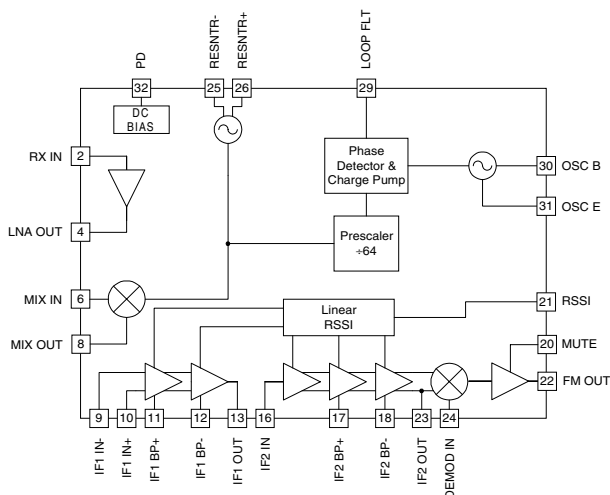 PD
RESNTR-
RESNTR+
LOOP FLT
32
25
26
29
DC
BIAS
RX IN
2
Phase
Detector &
Charge Pump
30
OSC B
31
OSC E
LNA OUT
4
Prescaler
÷64
MIX IN
6
Linear
RSSI
21
RSSI
MIX OUT
8
20
MUTE
22
FM OUT
9
10
11
12
13
16
17
18
23
24
IF1 IN-
IF1 IN+
IF1 BP+
IF1 BP-
IF1 OUT
IF2 IN
IF2 BP+
IF2 BP-
IF2 OUT
DEMOD IN